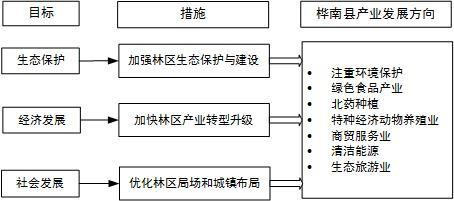 目标
措施
桦南县产业发展方向
生态保护
加强林区生态保护与建设
经济发展
加快林区产业转型升级
社会发展
优化林区局场和城镇布局
• 注重环境保护
• 绿色食品产业
• 北药种植
• 特种经济动物养殖业
• 商贸服务业
• 清洁能源
• 生态旅游业